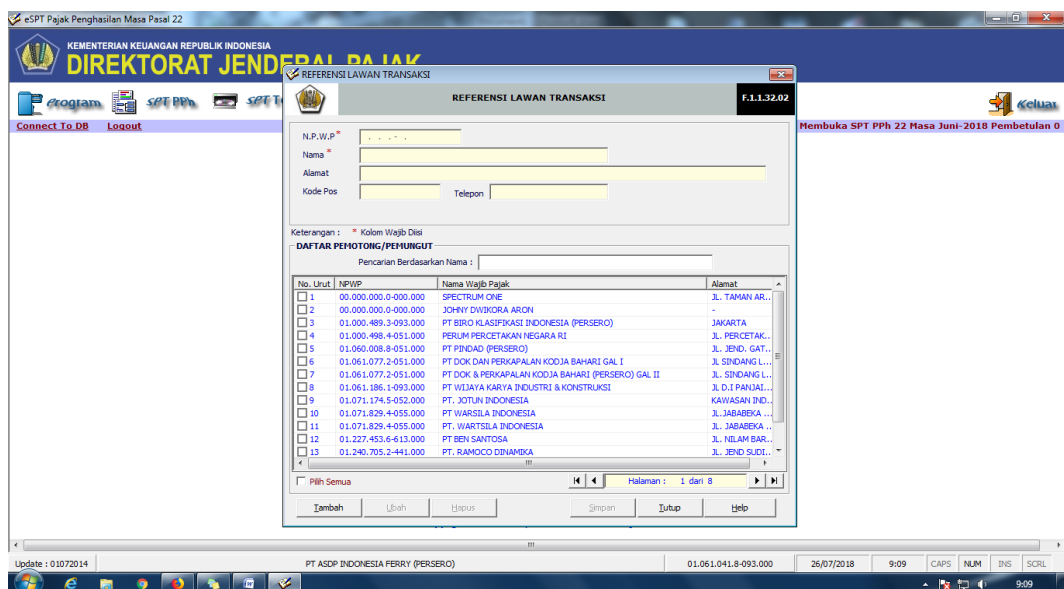 eSPT Pajak Penghasilan Masa Pasal 22
KEMENTERIAN KEUANGAN REPUBLIK INDONESIA
DIREKTORAT JENDERAL PAJAK
Program SPT PPh SPT T Keluar
Connect To DB Logout Membuka SPT PPh 22 Masa Juni-2018 Pembetulan 0
REFERENSI LAWAN TRANSAKSI
REFERENSI LAWAN TRANSAKSI F.1.1.32.02
N.P.W.P * . . . - .
Nama *
Alamat
Kode Pos Telepon
Keterangan : * Kolom Wajib Diisi
DAFTAR PEMOTONG/PEMUNGUT
Pencarian Berdasarkan Nama :
No. Urut NPWP Nama Wajib Pajak Alamat
1 00.000.000.0-000.000 SPECTRUM ONE JL. TAMAN AR...
2 00.000.000.0-000.000 JOHNY DWIKORA ARON -
3 01.000.489.3-093.000 PT BIRO KLASIFIKASI INDONESIA (PERSERO) JAKARTA
4 01.000.498.4-051.000 PERUM PERCETAKAN NEGARA RI JL. PERCETAK...
5 01.060.008.8-051.000 PT PINDAD (PERSERO) JL. JEND. GAT...
6 01.061.077.2-051.000 PT DOK DAN PERKAPALAN KODJA BAHARI GAL I JL SINDANG L...
7 01.061.077.2-051.000 PT DOK & PERKAPALAN KODJA BAHARI (PERSERO) GAL II JL. SINDANG L...
8 01.061.186.1-093.000 PT WIJAYA KARYA INDUSTRI & KONSTRUKSI JL D.I PANJAI...
9 01.071.174.5-052.000 PT. JOTUN INDONESIA KAWASAN IND...
10 01.071.829.4-055.000 PT WARSILA INDONESIA JL.JABABEKA ...
11 01.071.829.4-055.000 PT. WARTSILA INDONESIA JL. JABABEKA ...
12 01.227.453.6-613.000 PT BEN SANTOSA JL. NILAM BAR...
13 01.240.705.2-441.000 PT. RAMOCO DINAMIKA JL. JEND SUDI...
Pilih Semua Halaman : 1 dari 8
Tambah Ubah Hapus Simpan Tutup Help
Update : 01072014 PT ASDP INDONESIA FERRY (PERSERO) 01.061.041.8-093.000 26/07/2018 9:09 CAPS NUM INS SCRL
9:09